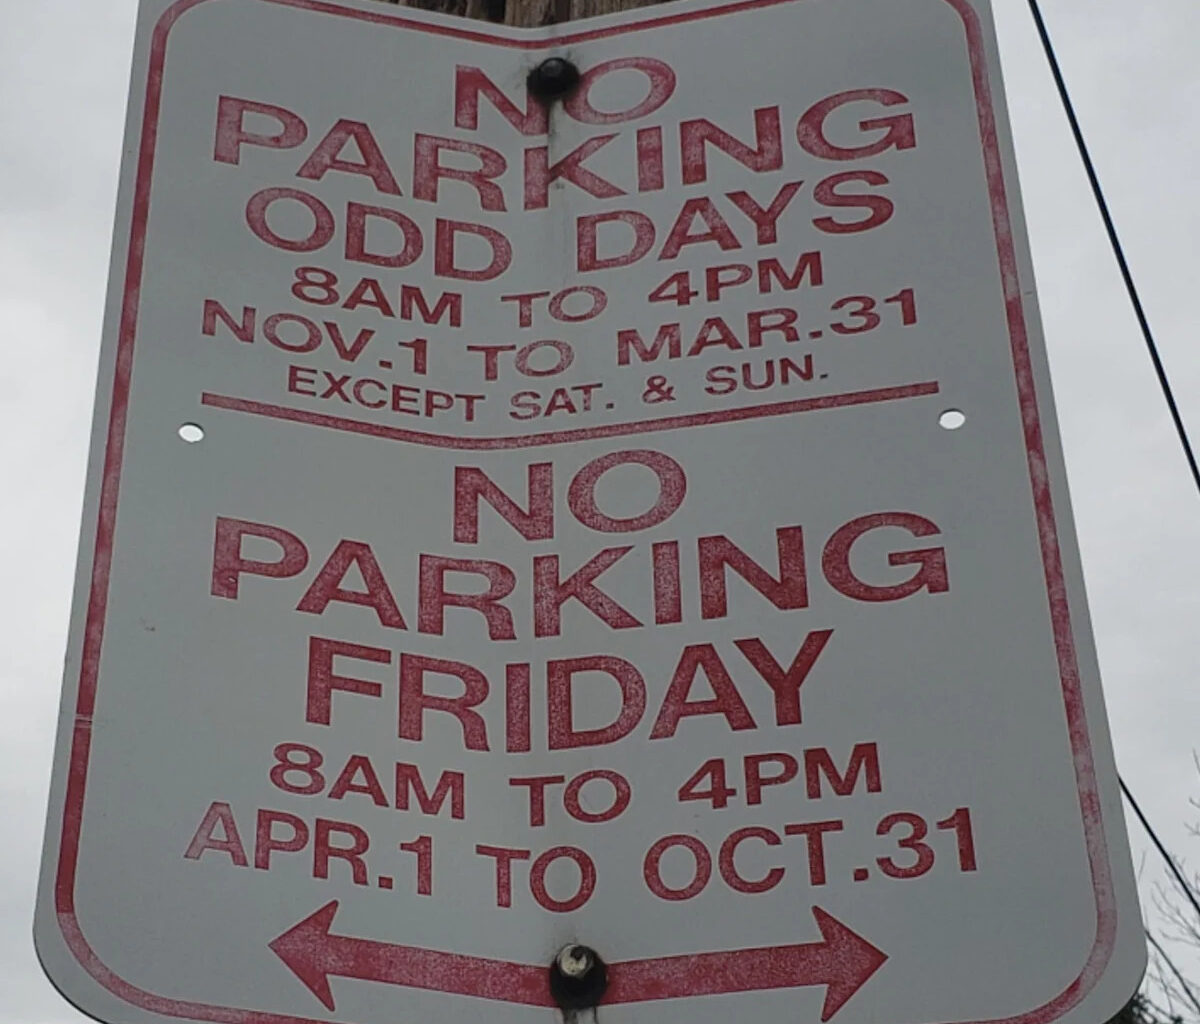 NO
PARKING
ODD DAYS
8AM TO 4PM
NOV.1 TO MAR.31
EXCEPT SAT. & SUN.
NO
PARKING
FRIDAY
8AM TO 4PM
APR.1 TO OCT.31